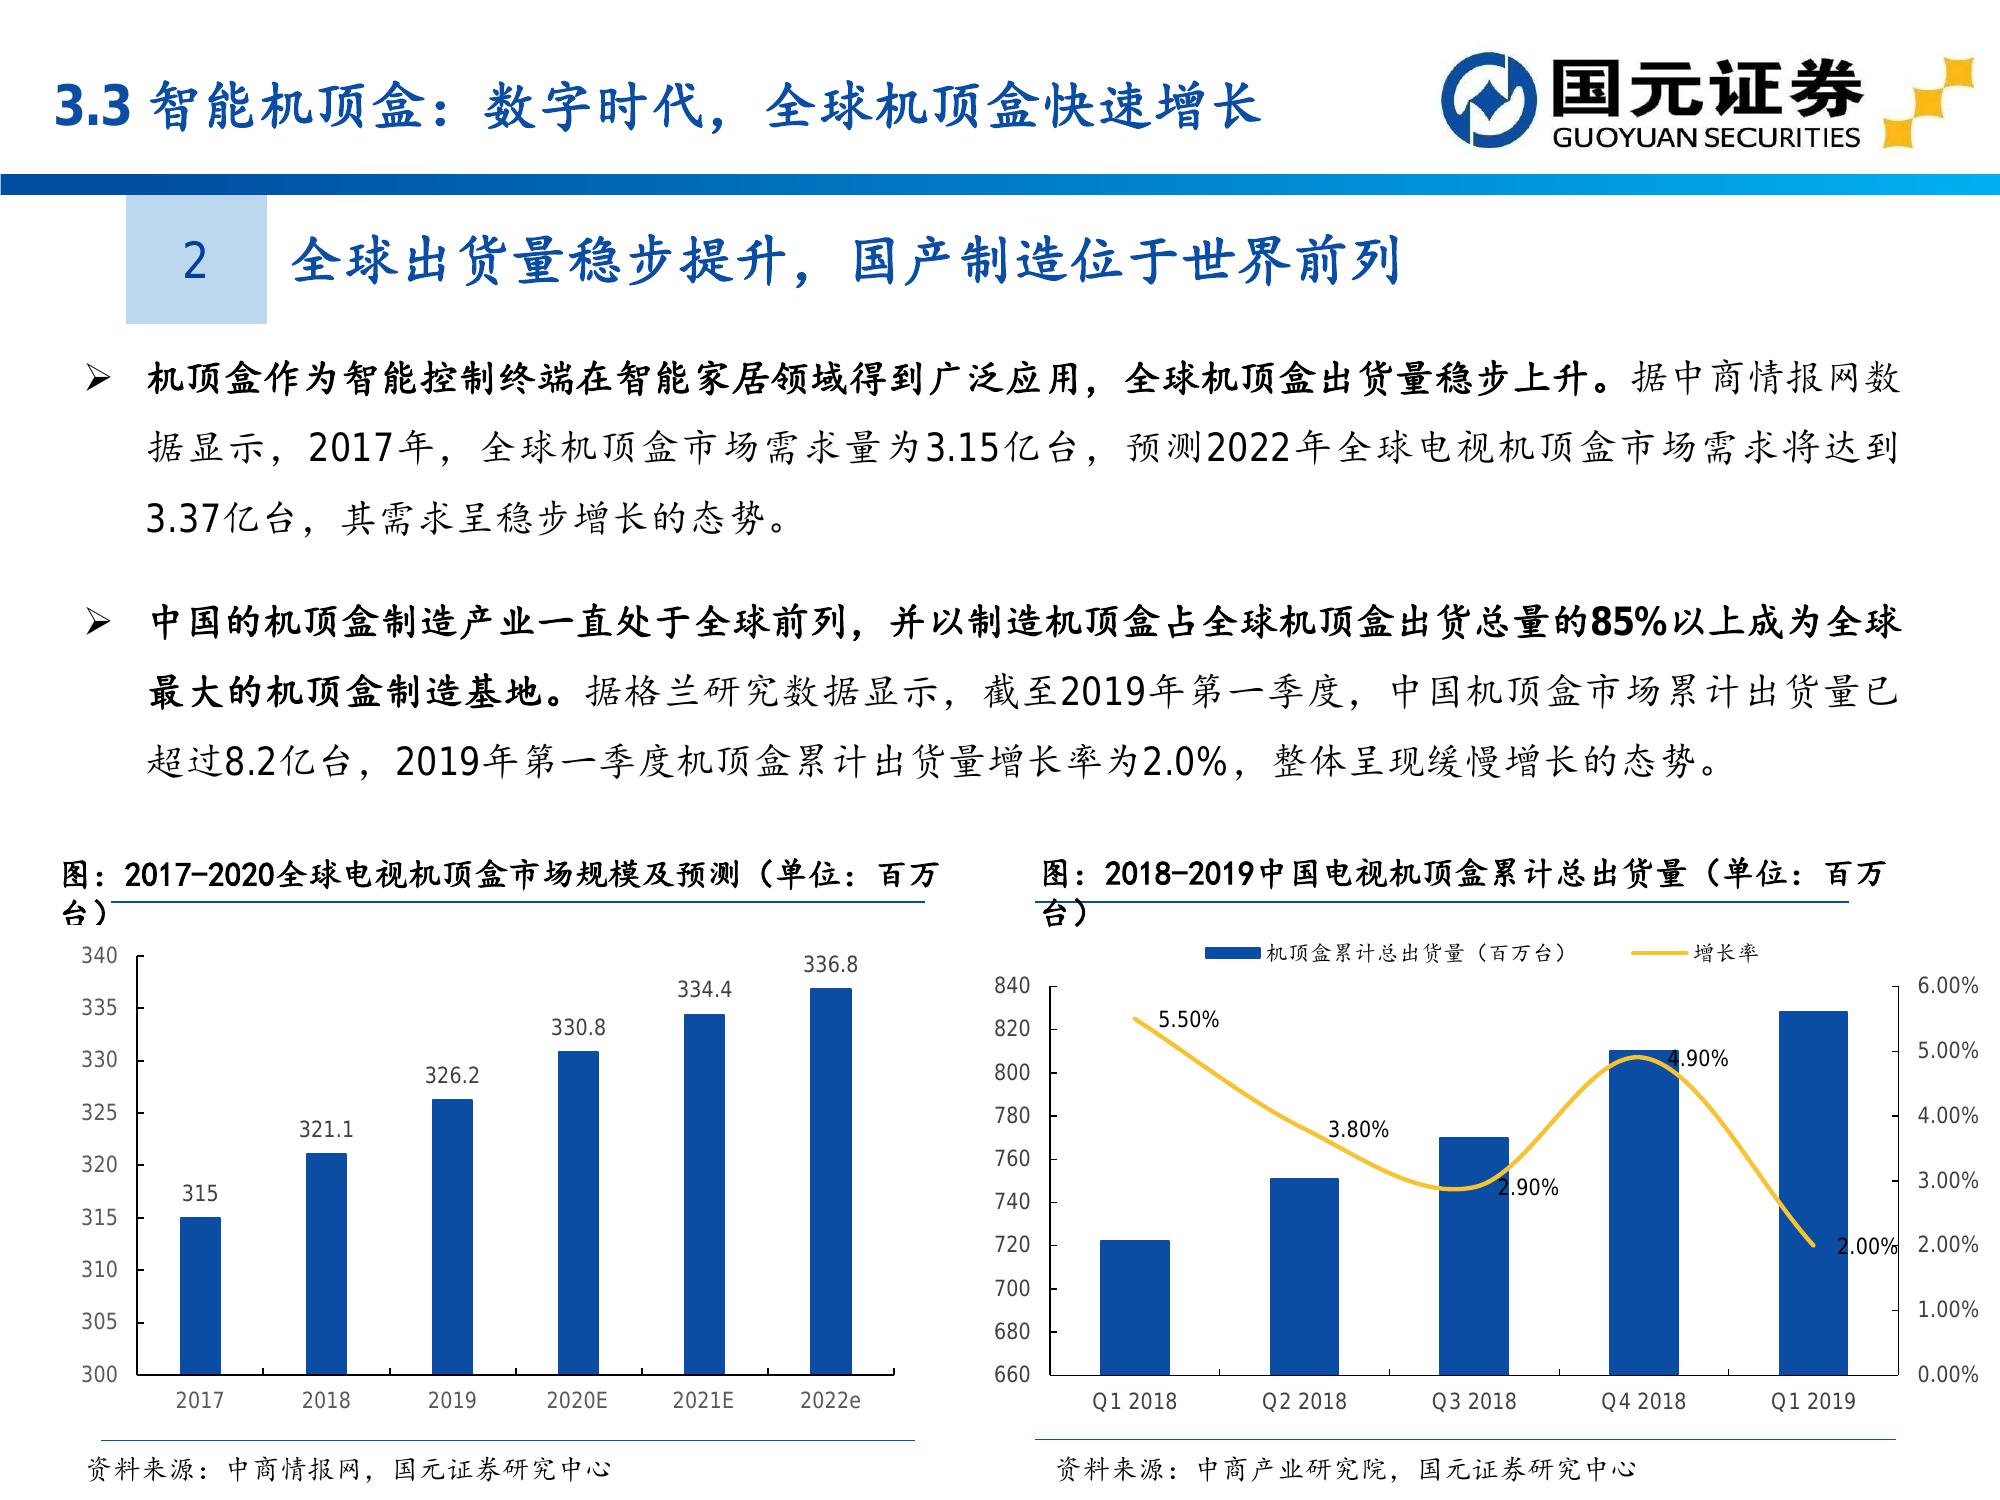 3.3 智能机顶盒：数字时代，全球机顶盒快速增长
国元证券
GUOYUAN SECURITIES
2
全球出货量稳步提升，国产制造位于世界前列
➢ 机顶盒作为智能控制终端在智能家居领域得到广泛应用，全球机顶盒出货量稳步上升。据中商情报网数
据显示，2017年，全球机顶盒市场需求量为3.15亿台，预测2022年全球电视机顶盒市场需求将达到
3.37亿台，其需求呈稳步增长的态势。
➢ 中国的机顶盒制造产业一直处于全球前列，并以制造机顶盒占全球机顶盒出货总量的85%以上成为全球
最大的机顶盒制造基地。据格兰研究数据显示，截至2019年第一季度，中国机顶盒市场累计出货量已
超过8.2亿台，2019年第一季度机顶盒累计出货量增长率为2.0%，整体呈现缓慢增长的态势。
图：2017-2020全球电视机顶盒市场规模及预测（单位：百万
台）
340
335
330
325
320
315
310
305
300
315
321.1
326.2
330.8
334.4
336.8
2017
2018
2019
2020E
2021E
2022e
资料来源：中商情报网，国元证券研究中心
图：2018-2019中国电视机顶盒累计总出货量（单位：百万
台）
机顶盒累计总出货量（百万台）
增长率
840
820
800
780
760
740
720
700
680
660
5.50%
3.80%
2.90%
4.90%
2.00%
6.00%
5.00%
4.00%
3.00%
2.00%
1.00%
0.00%
Q1 2018
Q2 2018
Q3 2018
Q4 2018
Q1 2019
资料来源：中商产业研究院，国元证券研究中心